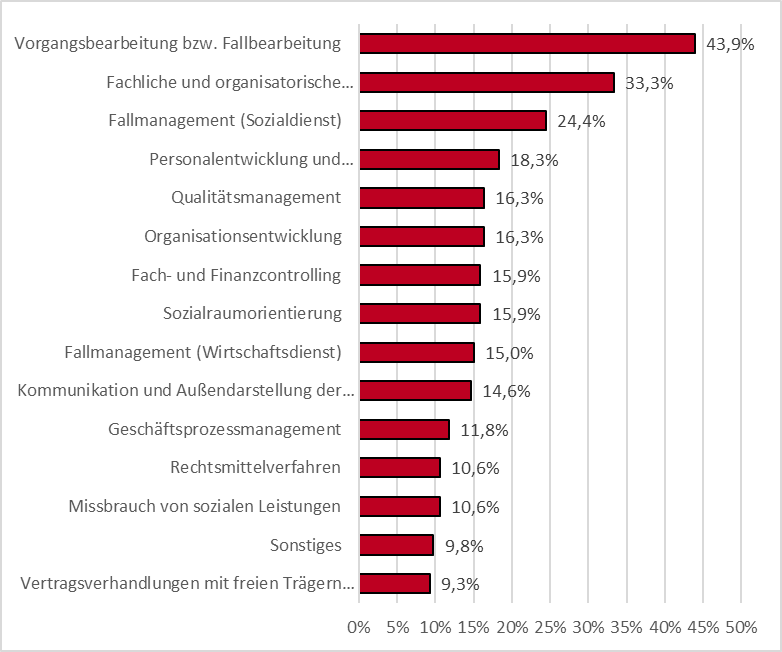 Vorgangsbearbeitung bzw. Fallbearbeitung 43,9%
Fachliche und organisatorische... 33,3%
Fallmanagement (Sozialdienst) 24,4%
Personalentwicklung und... 18,3%
Qualitätsmanagement 16,3%
Organisationsentwicklung 16,3%
Fach- und Finanzcontrolling 15,9%
Sozialraumorientierung 15,9%
Fallmanagement (Wirtschaftsdienst) 15,0%
Kommunikation und Außendarstellung der... 14,6%
Geschäftsprozessmanagement 11,8%
Rechtsmittelverfahren 10,6%
Missbrauch von sozialen Leistungen 10,6%
Sonstiges 9,8%
Vertragsverhandlungen mit freien Trägern... 9,3%
0% 5% 10% 15% 20% 25% 30% 35% 40% 45% 50%